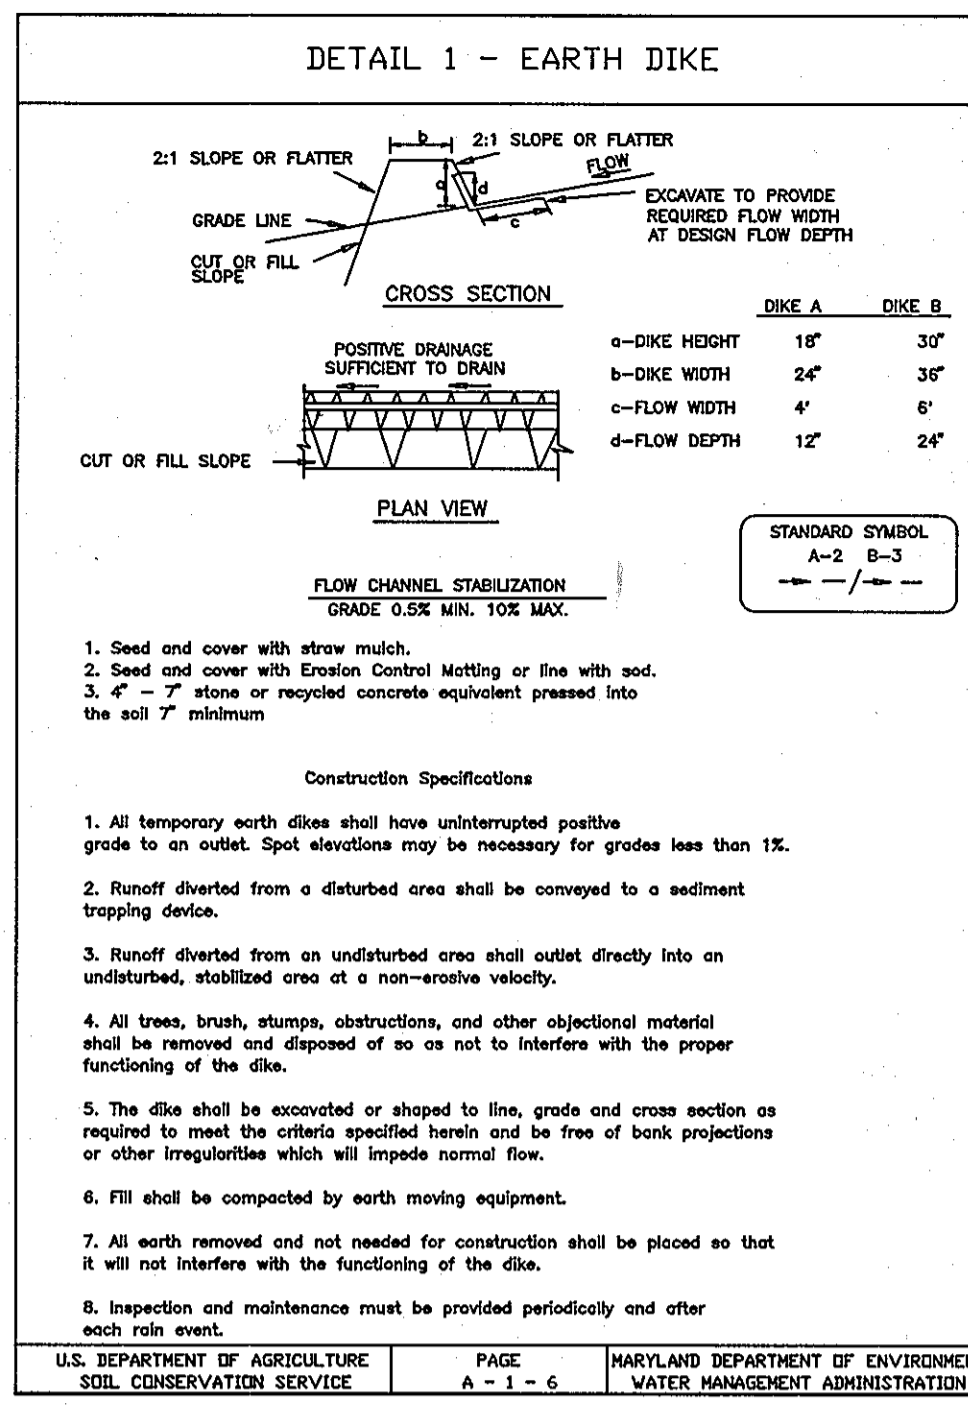 DETAIL 1 - EARTH DIKE
b
2:1 SLOPE OR FLATTER
2:1 SLOPE OR FLATTER
FLOW
a
d
EXCAVATE TO PROVIDE
REQUIRED FLOW WIDTH
AT DESIGN FLOW DEPTH
GRADE LINE
c
CUT OR FILL
SLOPE
CROSS SECTION
DIKE A DIKE B
a-DIKE HEIGHT 18" 30"
b-DIKE WIDTH 24" 36"
c-FLOW WIDTH 4' 6'
d-FLOW DEPTH 12" 24"
POSITIVE DRAINAGE
SUFFICIENT TO DRAIN
CUT OR FILL SLOPE
PLAN VIEW
STANDARD SYMBOL
A-2 B-3
FLOW CHANNEL STABILIZATION
GRADE 0.5% MIN. 10% MAX.
1. Seed and cover with straw mulch.
2. Seed and cover with Erosion Control Matting or line with sod.
3. 4" - 7" stone or recycled concrete equivalent pressed into
the soil 7" minimum
Construction Specifications
1. All temporary earth dikes shall have uninterrupted positive
grade to an outlet. Spot elevations may be necessary for grades less than 1%.
2. Runoff diverted from a disturbed area shall be conveyed to a sediment
trapping device.
3. Runoff diverted from an undisturbed area shall outlet directly into an
undisturbed, stabilized area at a non-erosive velocity.
4. All trees, brush, stumps, obstructions, and other objectional material
shall be removed and disposed of so as not to interfere with the proper
functioning of the dike.
5. The dike shall be excavated or shaped to line, grade and cross section as
required to meet the criteria specified herein and be free of bank projections
or other irregularities which will impede normal flow.
6. Fill shall be compacted by earth moving equipment.
7. All earth removed and not needed for construction shall be placed so that
it will not interfere with the functioning of the dike.
8. Inspection and maintenance must be provided periodically and after
each rain event.
U.S. DEPARTMENT OF AGRICULTURE
SOIL CONSERVATION SERVICE
PAGE
A - 1 - 6
MARYLAND DEPARTMENT OF ENVIRONME
WATER MANAGEMENT ADMINISTRATION